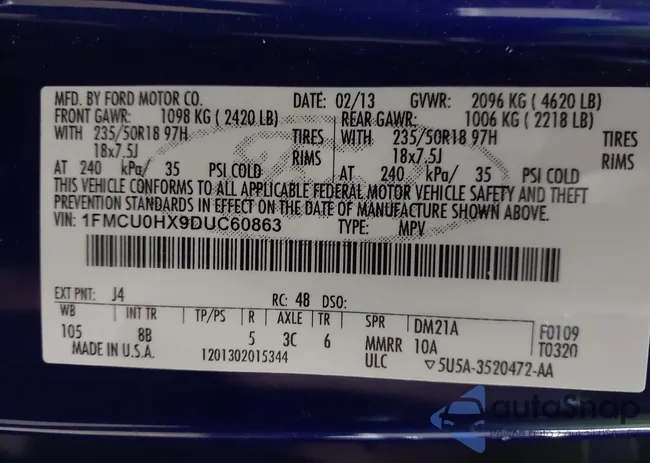 MFD. BY FORD MOTOR CO. DATE: 02/13 GVWR: 2096 KG ( 4620 LB)
FRONT GAWR: 1098 KG ( 2420 LB) REAR GAWR: 1006 KG ( 2218 LB)
WITH 235/50R18 97H TIRES WITH 235/50R18 97H TIRES
18x7.5J RIMS 18x7.5J RIMS
AT 240 kPa/ 35 PSI COLD AT 240 kPa/ 35 PSI COLD
THIS VEHICLE CONFORMS TO ALL APPLICABLE FEDERAL MOTOR VEHICLE SAFETY AND THEFT
PREVENTION STANDARDS IN EFFECT ON THE DATE OF MANUFACTURE SHOWN ABOVE.
VIN: 1FMCU0HX9DUC60863 TYPE: MPV
EXT PNT: J4 RC: 48 DSO:
WB INT TR TP/PS R AXLE TR SPR DM21A F0109
105 8B 5 3C 6 MMRR 10A T0320
MADE IN U.S.A. 1201302015344 ULC ▽5U5A-3520472-AA
autoSnap